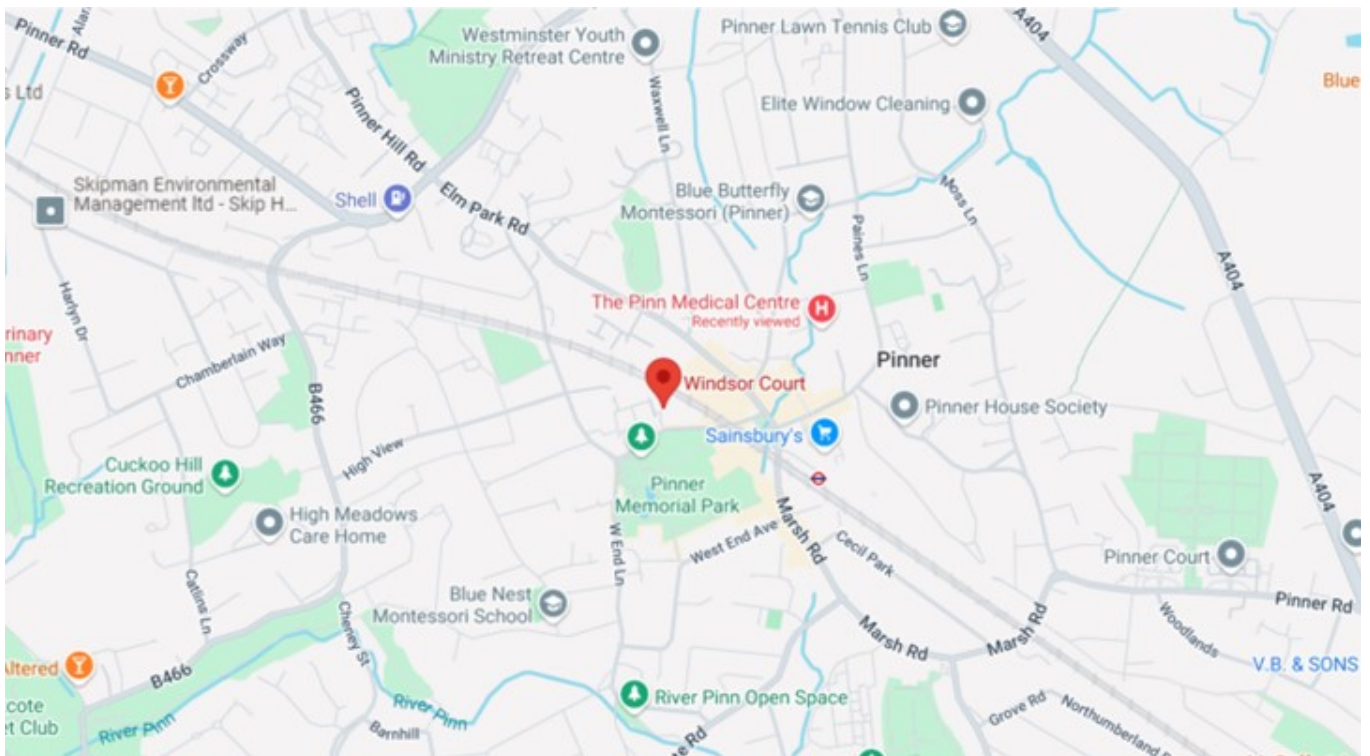 Pinner Rd
Alan
Crossway
s Ltd
Westminster Youth
Ministry Retreat Centre
Pinner Lawn Tennis Club
A404
Blue
Elite Window Cleaning
Pinner Hill Rd
Waxwell Ln
Skipman Environmental
Management ltd - Skip H...
Shell
Elm Park Rd
Blue Butterfly
Montessori (Pinner)
Moss Ln
Paines Ln
A404
Harlyn Dr
The Pinn Medical Centre
Recently viewed
rinary
nner
Chamberlain Way
B466
Pinner
Windsor Court
Pinner House Society
Sainsbury's
High View
Cuckoo Hill
Recreation Ground
Pinner
Memorial Park
A404
High Meadows
Care Home
W End Ln
West End Ave
Marsh Rd
Cecil Park
Pinner Court
Catlins Ln
Blue Nest
Montessori School
Cheney St
Pinner Rd
Woodlands
Marsh Rd
Marsh Rd
Altered
B466
V.B. & SONS
cote
et Club
River Pinn
River Pinn
Barnhill
River Pinn Open Space
Grove Rd
Northumberland
ne Rd